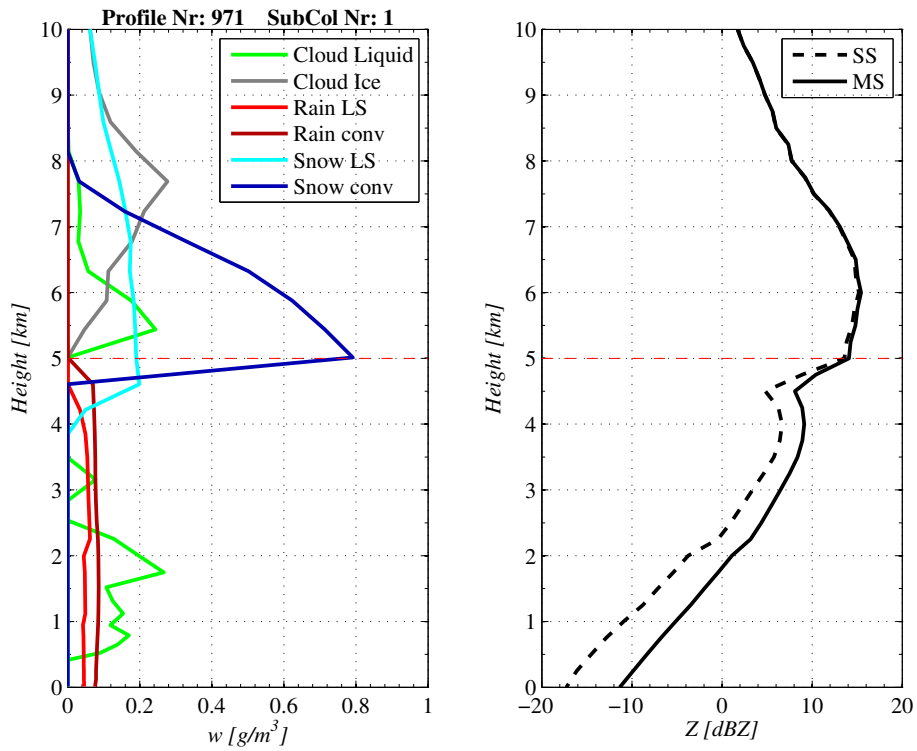 Profile Nr: 971 SubCol Nr: 1
Cloud Liquid
Cloud Ice
Rain LS
Rain conv
Snow LS
Snow conv
10
9
8
7
6
5
4
3
2
1
0
Height [km]
0 0.2 0.4 0.6 0.8 1
w [g/m³]
SS
MS
10
9
8
7
6
5
4
3
2
1
0
Height [km]
−20 −10 0 10 20
Z [dBZ]